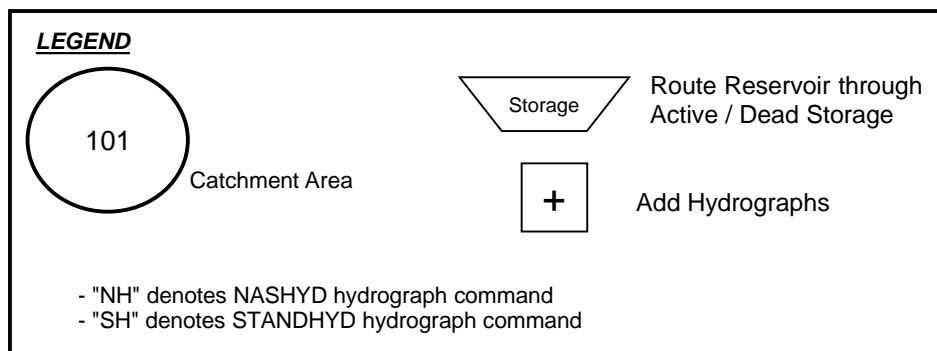 LEGEND
101
Catchment Area
Storage
Route Reservoir through
Active / Dead Storage
+
Add Hydrographs
- "NH" denotes NASHYD hydrograph command
- "SH" denotes STANDHYD hydrograph command